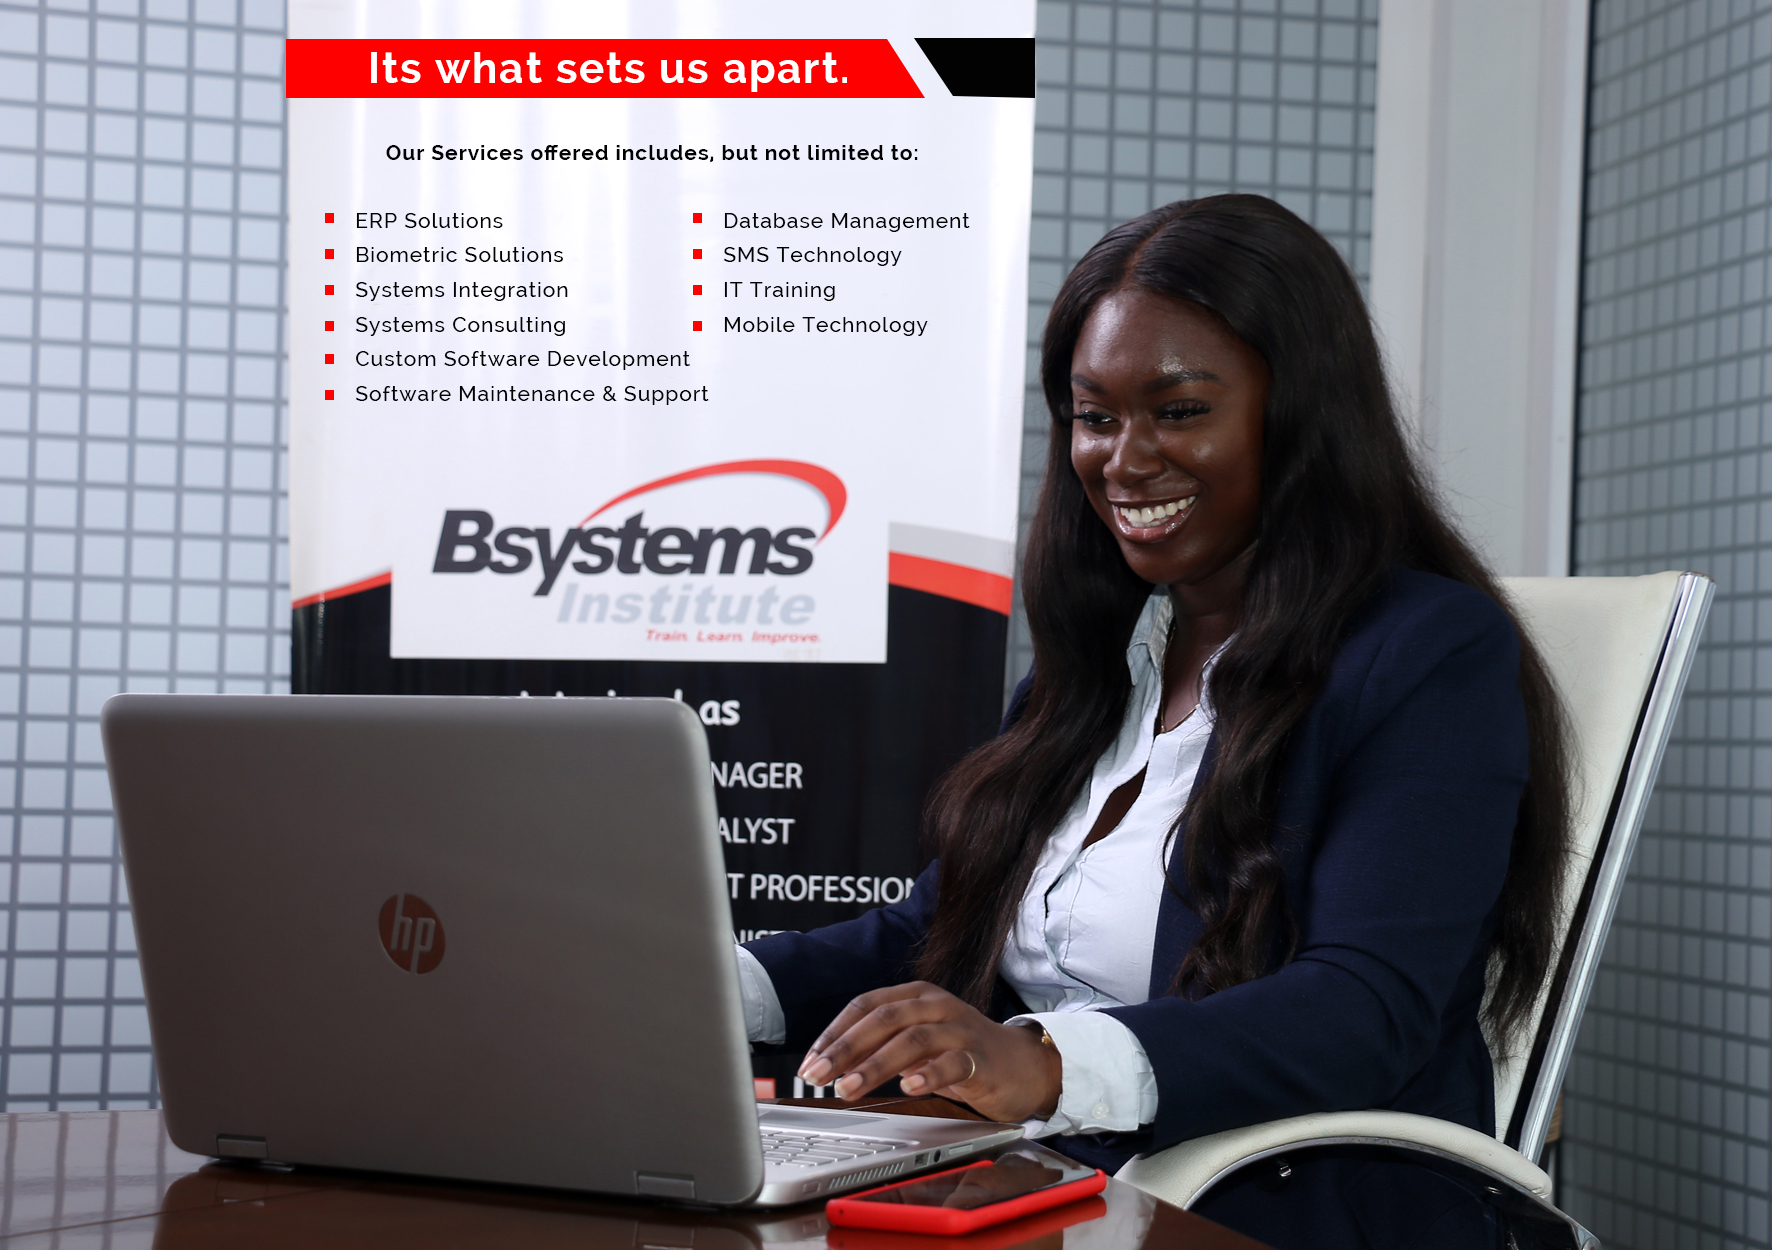 Its what sets us apart.
Our Services offered includes, but not limited to:
ERP Solutions
Biometric Solutions
Systems Integration
Systems Consulting
Custom Software Development
Software Maintenance & Support
Database Management
SMS Technology
IT Training
Mobile Technology
Bsystems
Institute
Train. Learn. Improve.
as
NAGER
ALYST
T PROFESSION
hp